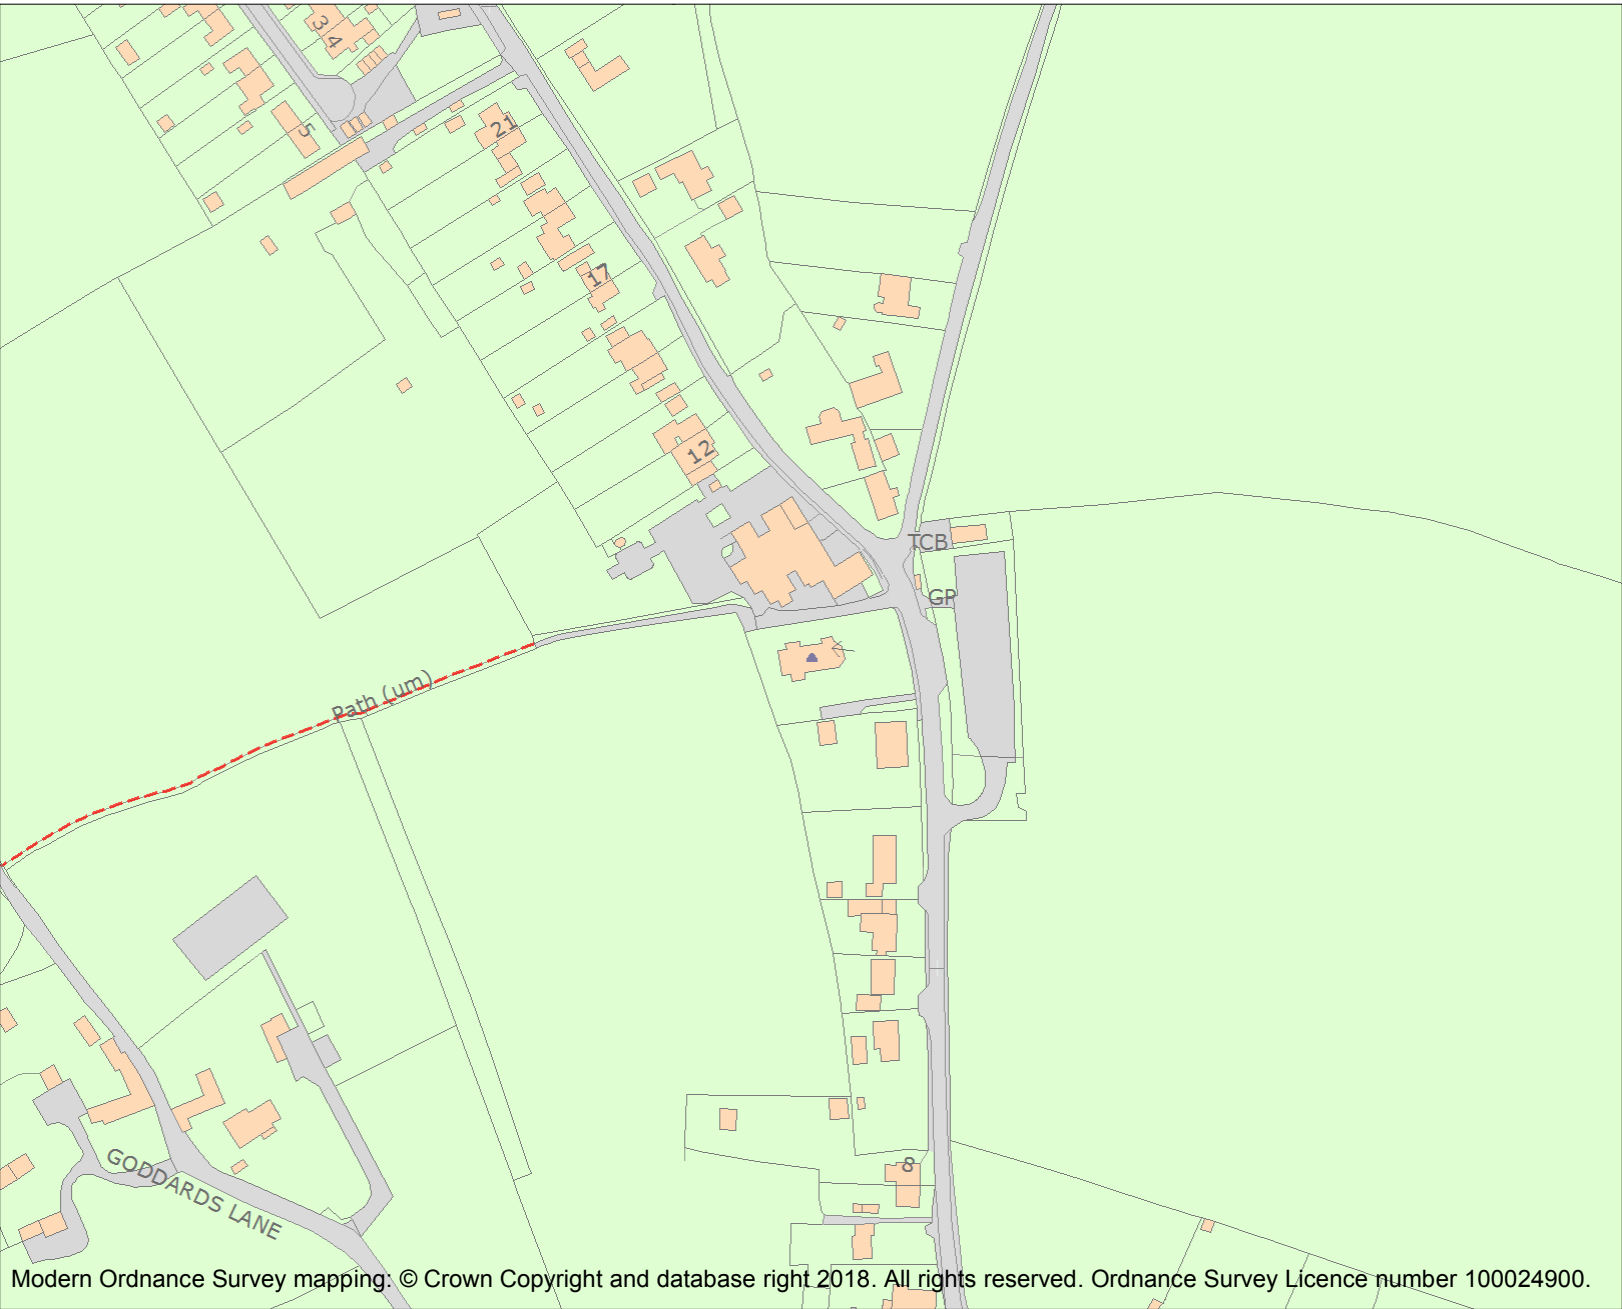 3
4
5
21
17
12
TCB
GP
Path (um)
GODDARDS LANE
8
Modern Ordnance Survey mapping: © Crown Copyright and database right 2018. All rights reserved. Ordnance Survey Licence number 100024900.